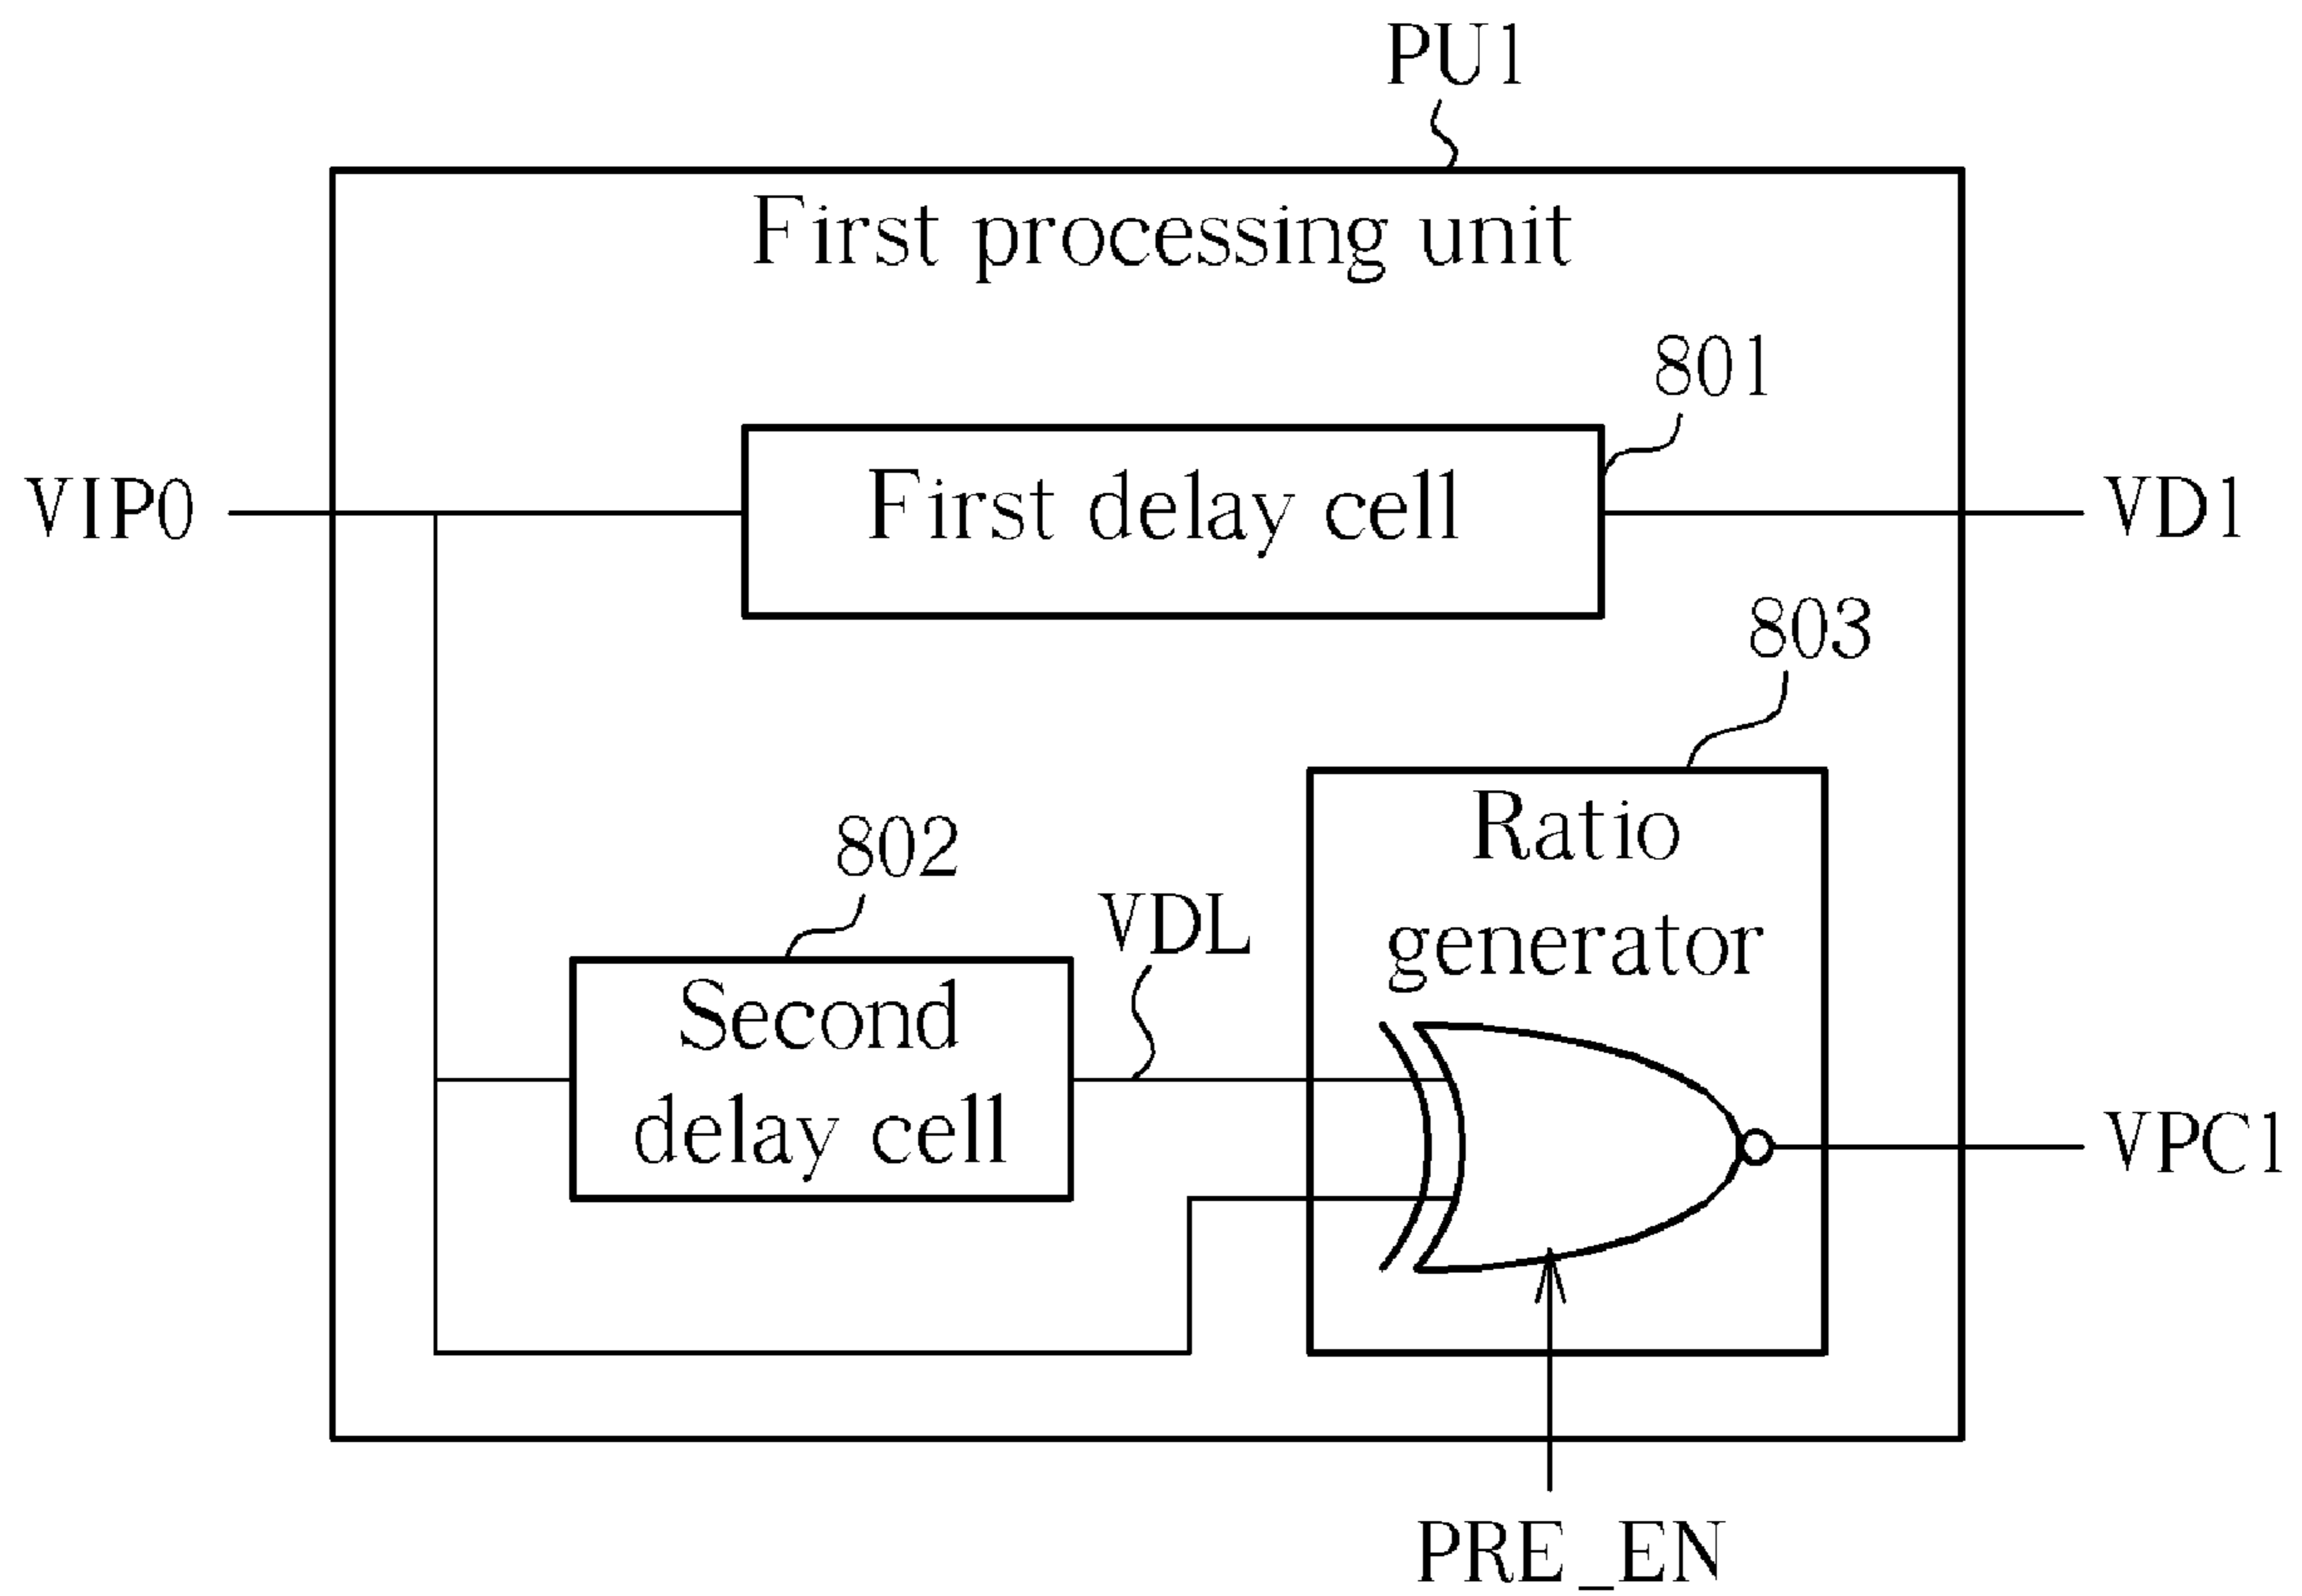 PU1
First processing unit
801
VIP0
First delay cell
VD1
803
Ratio
generator
802
VDL
Second
delay cell
VPC1
PRE_EN